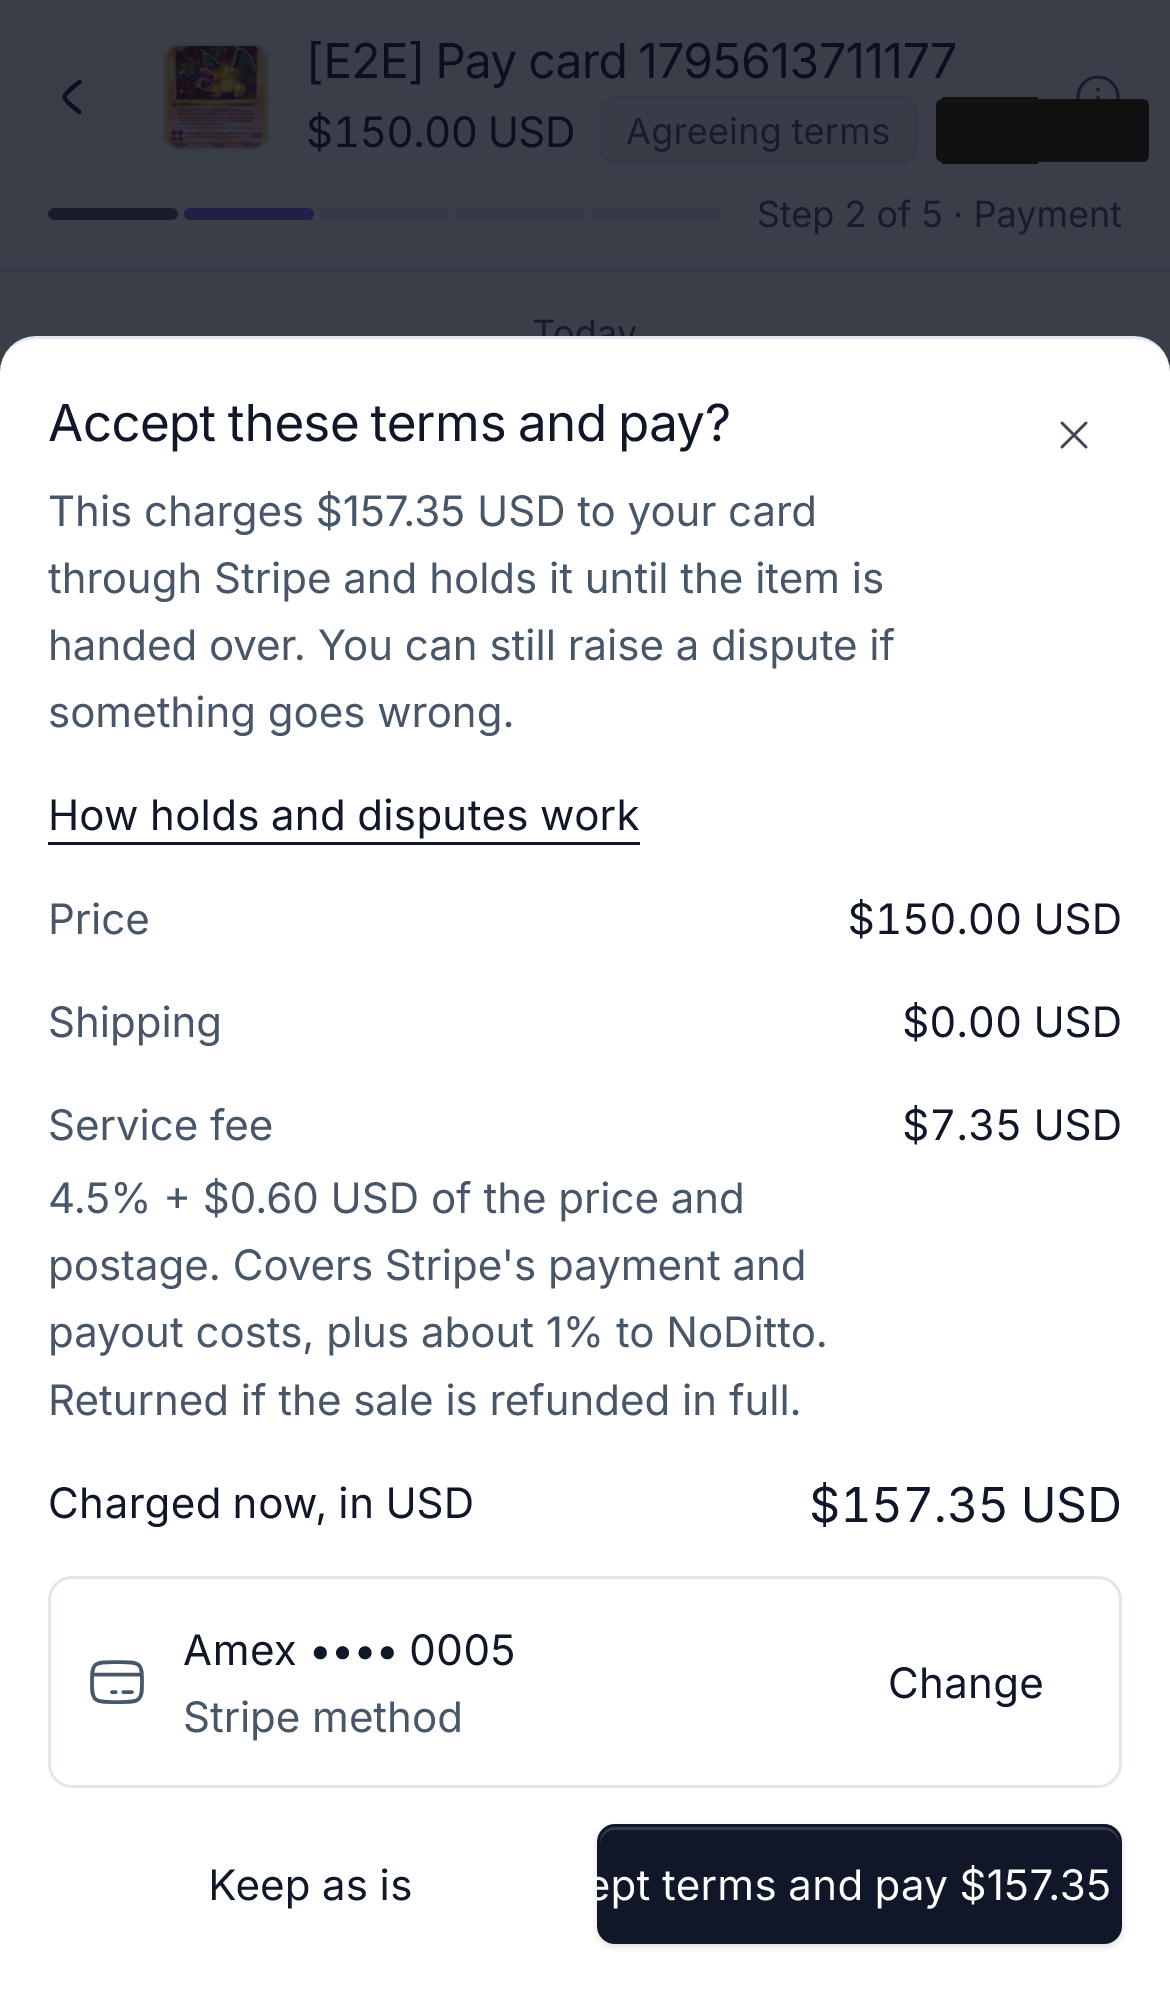 [E2E] Pay card 1795613711177
$150.00 USD Agreeing terms
Step 2 of 5 · Payment
Today
Accept these terms and pay?
This charges $157.35 USD to your card
through Stripe and holds it until the item is
handed over. You can still raise a dispute if
something goes wrong.
How holds and disputes work
Price $150.00 USD
Shipping $0.00 USD
Service fee $7.35 USD
4.5% + $0.60 USD of the price and
postage. Covers Stripe's payment and
payout costs, plus about 1% to NoDitto.
Returned if the sale is refunded in full.
Charged now, in USD $157.35 USD
Amex •••• 0005
Stripe method
Change
Keep as is
ept terms and pay $157.35